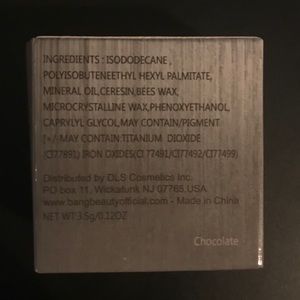 INGREDIENTS : ISODODECANE ,
POLYISOBUTENEETHYL HEXYL PALMITATE,
MINERAL OIL,CERESIN,BEES WAX,
MICROCRYSTALLINE WAX,PHENOXYETHANOL,
CAPRYLYL GLYCOL,MAY CONTAIN/PIGMENT
[+/-MAY CONTAIN:TITANIUM DIOXIDE
(CI77891) IRON OXIDES(CI 77491/CI77492/CI77499)
Distributed by DLS Cosmetics Inc.
PO box 11, Wickatunk NJ 07765,USA
www.bangbeautyofficial.com - Made in China
NET WT:3.5g/0.12OZ
Chocolate